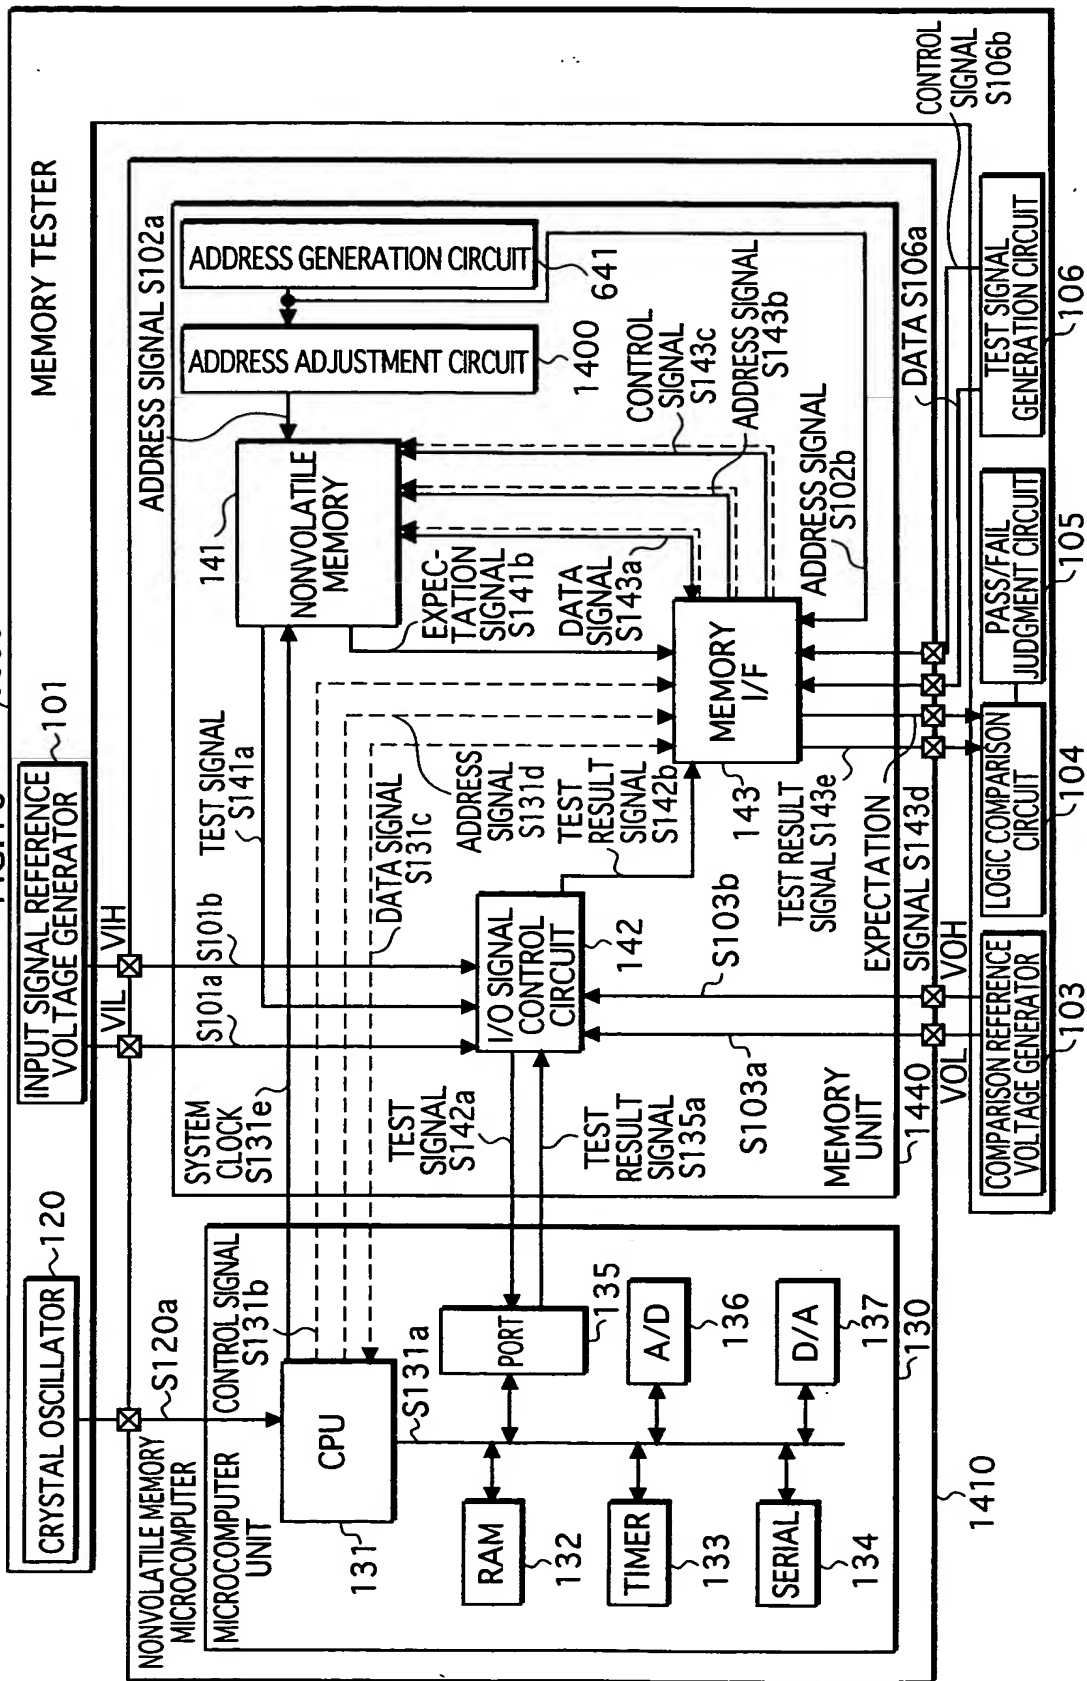 MEMORY TESTER
CRYSTAL OSCILLATOR
120
INPUT SIGNAL REFERENCE
VOLTAGE GENERATOR
101
S120a
VIL
VIH
NONVOLATILE MEMORY
MICROCOMPUTER
MICROCOMPUTER
UNIT
CONTROL SIGNAL
S131b
SYSTEM
CLOCK
S131e
S101a
S101b
TEST SIGNAL
S141a
141
ADDRESS SIGNAL S102a
NONVOLATILE
MEMORY
ADDRESS GENERATION CIRCUIT
641
ADDRESS ADJUSTMENT CIRCUIT
1400
CPU
131
S131a
DATA SIGNAL
S131c
ADDRESS
SIGNAL
S131d
EXPEC-
TATION
SIGNAL
S141b
DATA
SIGNAL
S143a
CONTROL
SIGNAL
S143c
ADDRESS SIGNAL
S143b
TEST
SIGNAL
S142a
I/O SIGNAL
CONTROL
CIRCUIT
142
TEST
RESULT
SIGNAL
S142b
MEMORY
I/F
143
ADDRESS SIGNAL
S102b
RAM
132
PORT
135
TEST
RESULT
SIGNAL
S135a
TIMER
133
A/D
136
SERIAL
134
D/A
137
130
S103a
S103b
TEST RESULT
SIGNAL S143e
EXPECTATION
SIGNAL S143d
DATA S106a
CONTROL
SIGNAL
S106b
MEMORY
UNIT
1440
1410
VOL
VOH
COMPARISON REFERENCE
VOLTAGE GENERATOR
103
LOGIC COMPARISON
CIRCUIT
104
PASS/FAIL
JUDGMENT CIRCUIT
105
TEST SIGNAL
GENERATION CIRCUIT
106